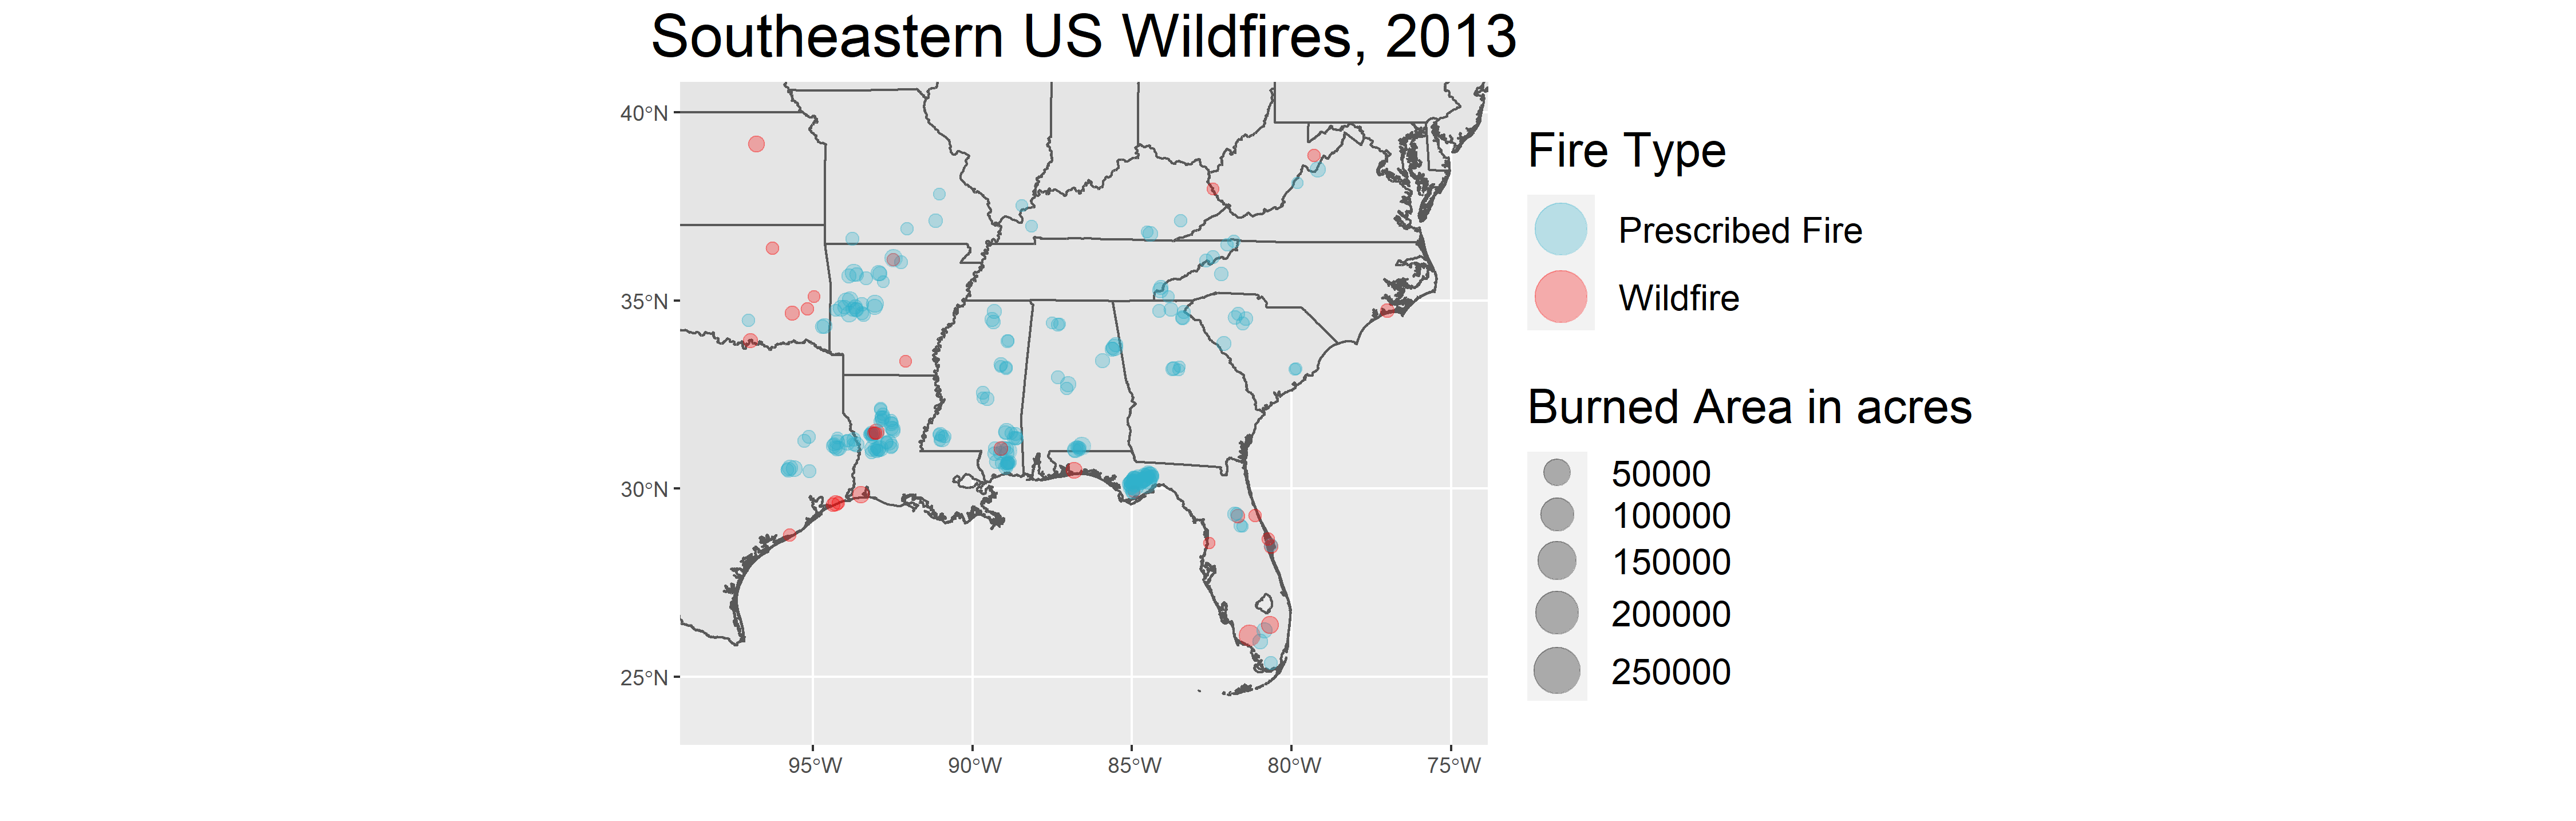 Southeastern US Wildfires, 2013
40°N
35°N
30°N
25°N
95°W
90°W
85°W
80°W
75°W
Fire Type
Prescribed Fire
Wildfire
Burned Area in acres
50000
100000
150000
200000
250000